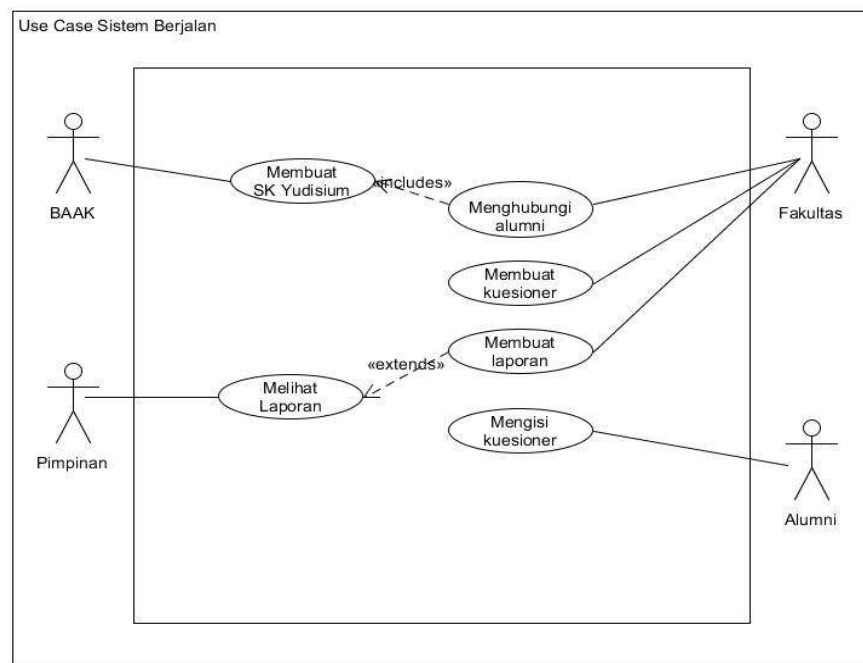 Use Case Sistem Berjalan
BAAK
Membuat
SK Yudisium
«includes»
Menghubungi
alumni
Fakultas
Membuat
kuesioner
Membuat
laporan
«extends»
Melihat
Laporan
Pimpinan
Mengisi
kuesioner
Alumni